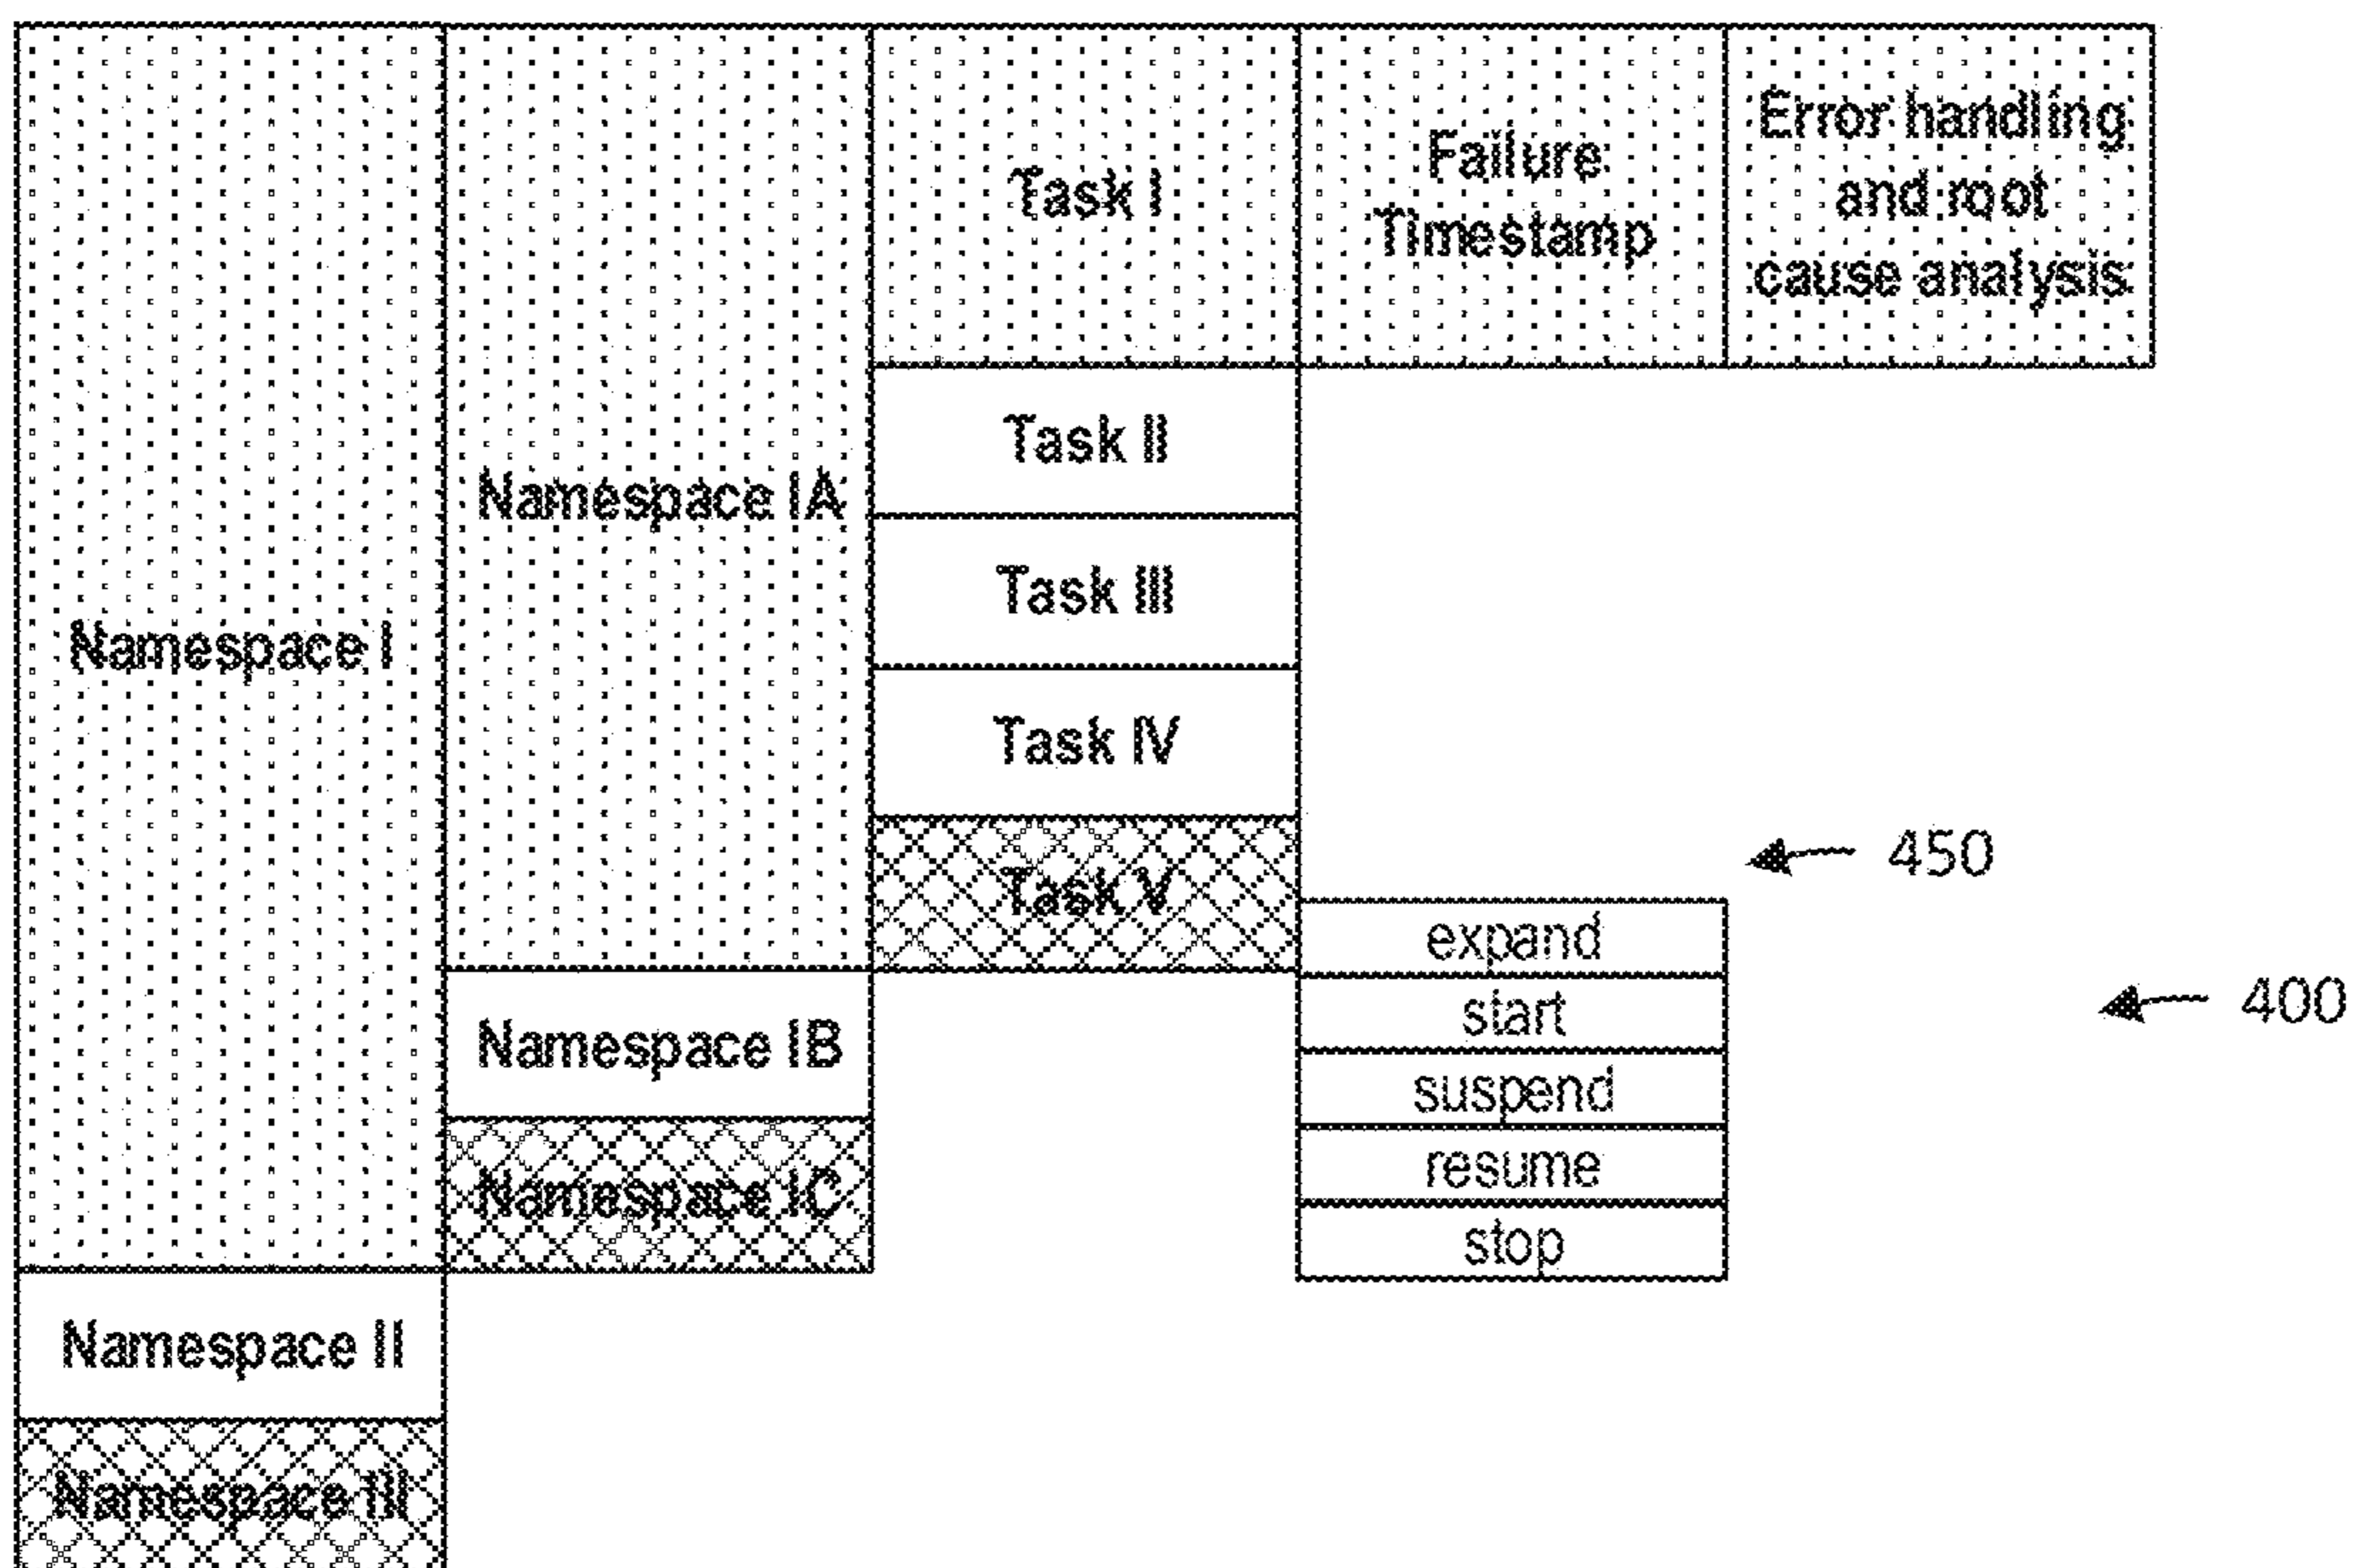 Namespace I
Namespace IA
Task I
Failure
Timestamp
Error handling
and root
cause analysis
Task II
Task III
Task IV
Task V
450
expand
start
suspend
resume
stop
400
Namespace IB
Namespace IC
Namespace II
Namespace III